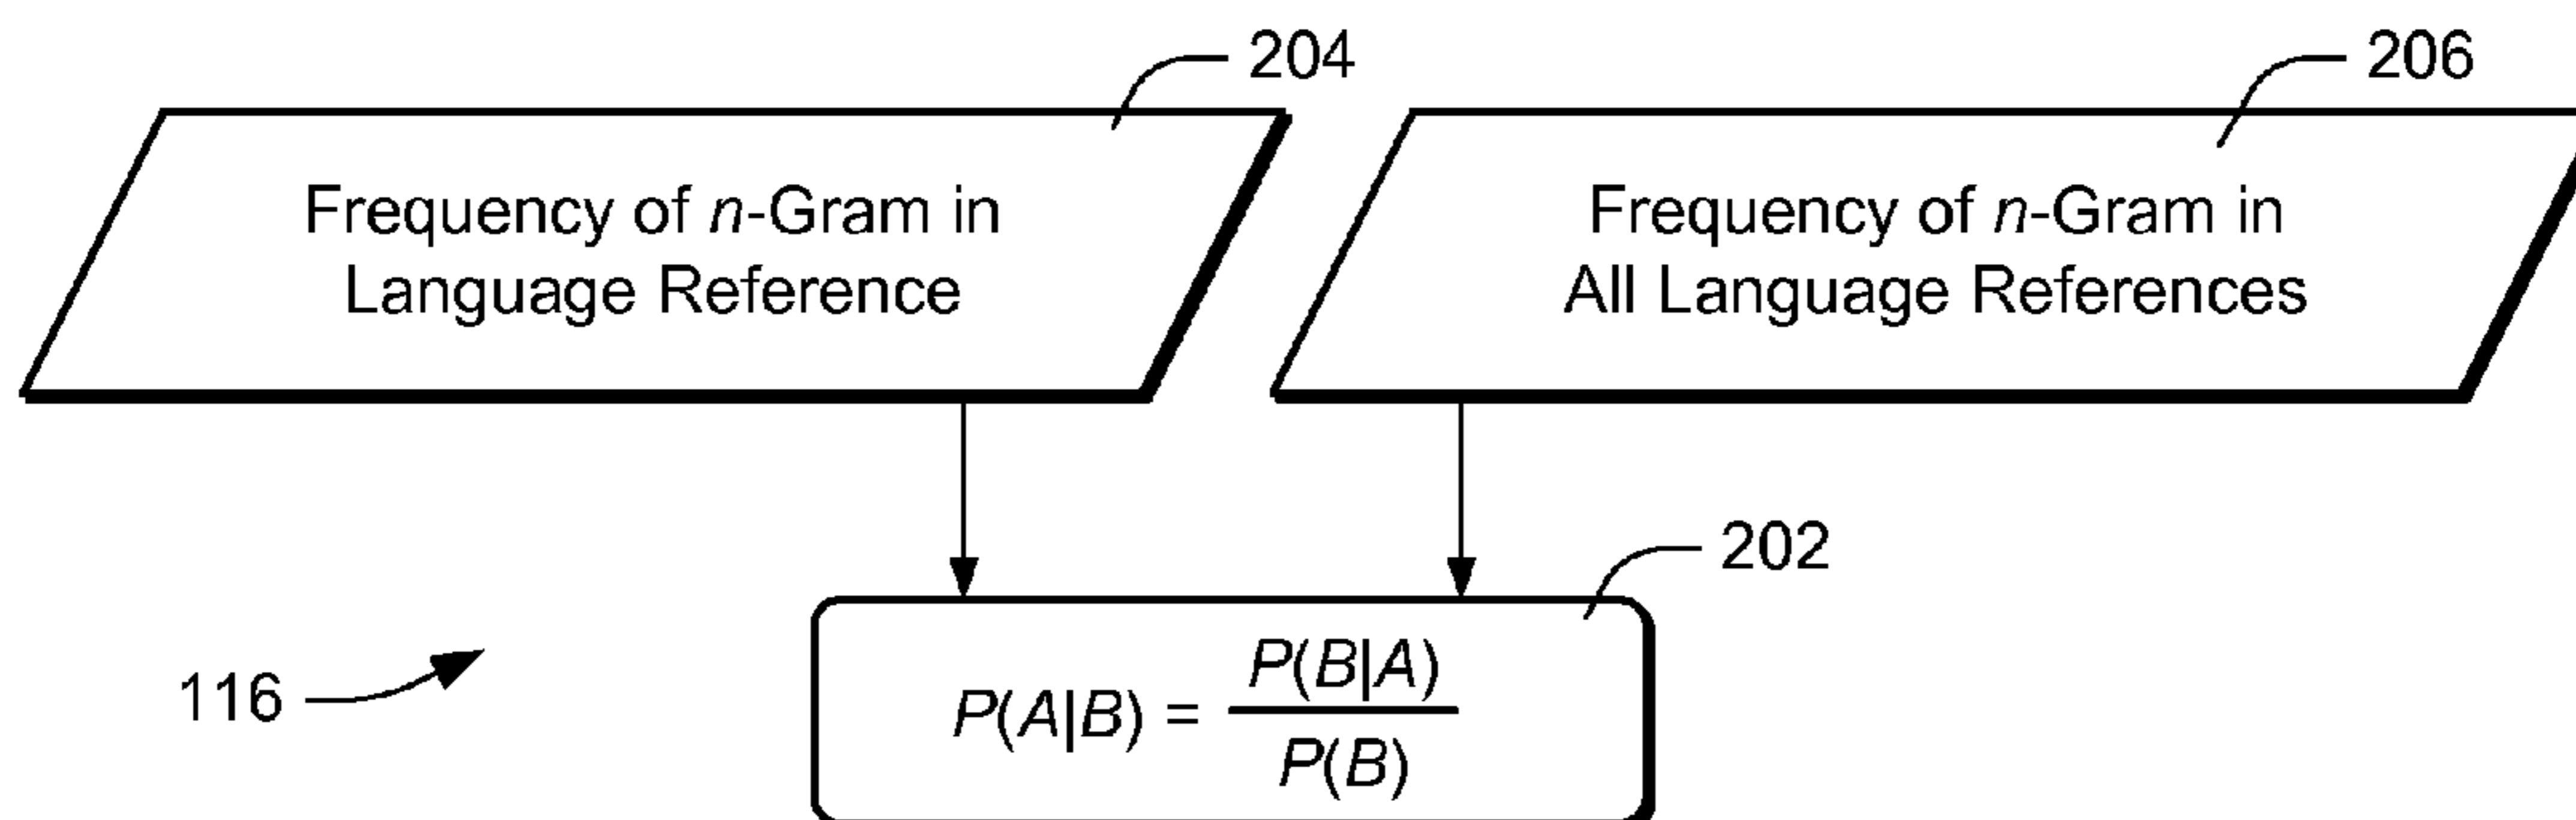 204
206
Frequency of n-Gram in
Language Reference
Frequency of n-Gram in
All Language References
202
116
P(A|B) = P(B|A)
P(B)